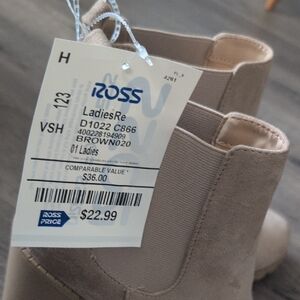 H
ROSS
123
LadiesRe
VSH
D1022 C866
400228194909
BROWN020
01 Ladies
COMPARABLE VALUE *
$36.00
ROSS
PRICE
$22.99